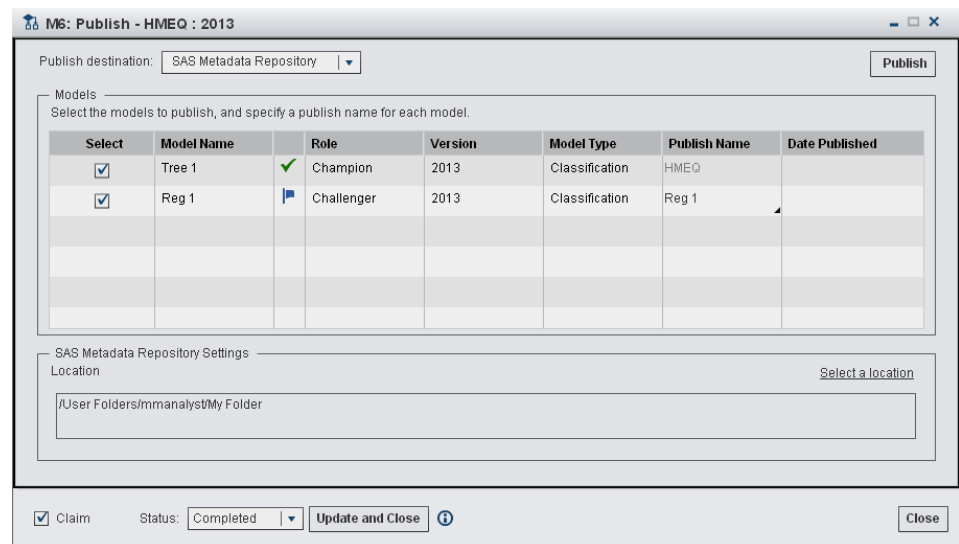 M6: Publish - HMEQ : 2013
Publish destination: SAS Metadata Repository Publish
Models
Select the models to publish, and specify a publish name for each model.
Select Model Name Role Version Model Type Publish Name Date Published
Tree 1 Champion 2013 Classification HMEQ
Reg 1 Challenger 2013 Classification Reg 1
SAS Metadata Repository Settings
Location Select a location
/User Folders/mmanalyst/My Folder
Claim Status: Completed Update and Close Close